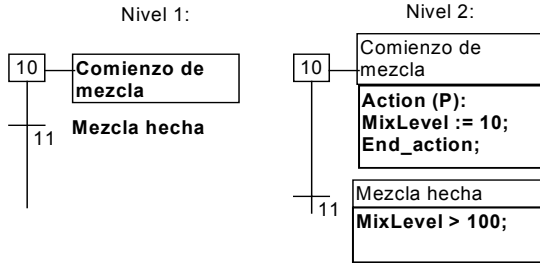 Nivel 1:
10
Comienzo de
mezcla
11
Mezcla hecha
Nivel 2:
10
Comienzo de
mezcla
Action (P):
MixLevel := 10;
End_action;
11
Mezcla hecha
MixLevel > 100;